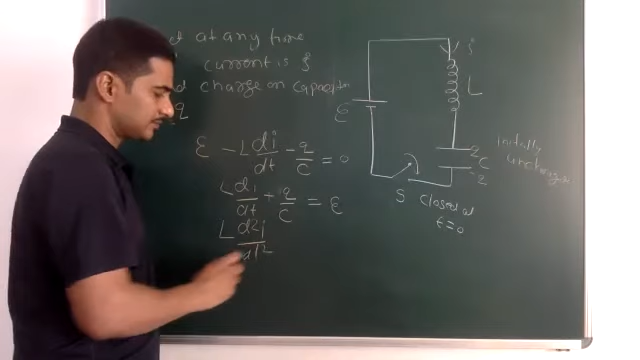 at any time
current is i
charge on capacitor
q
ε - L di/dt - q/c = 0
L di/dt + q/c = ε
L d2i/dt2
ε
i
L
q
C
-q
Initially
uncharged
S closed at
t=0